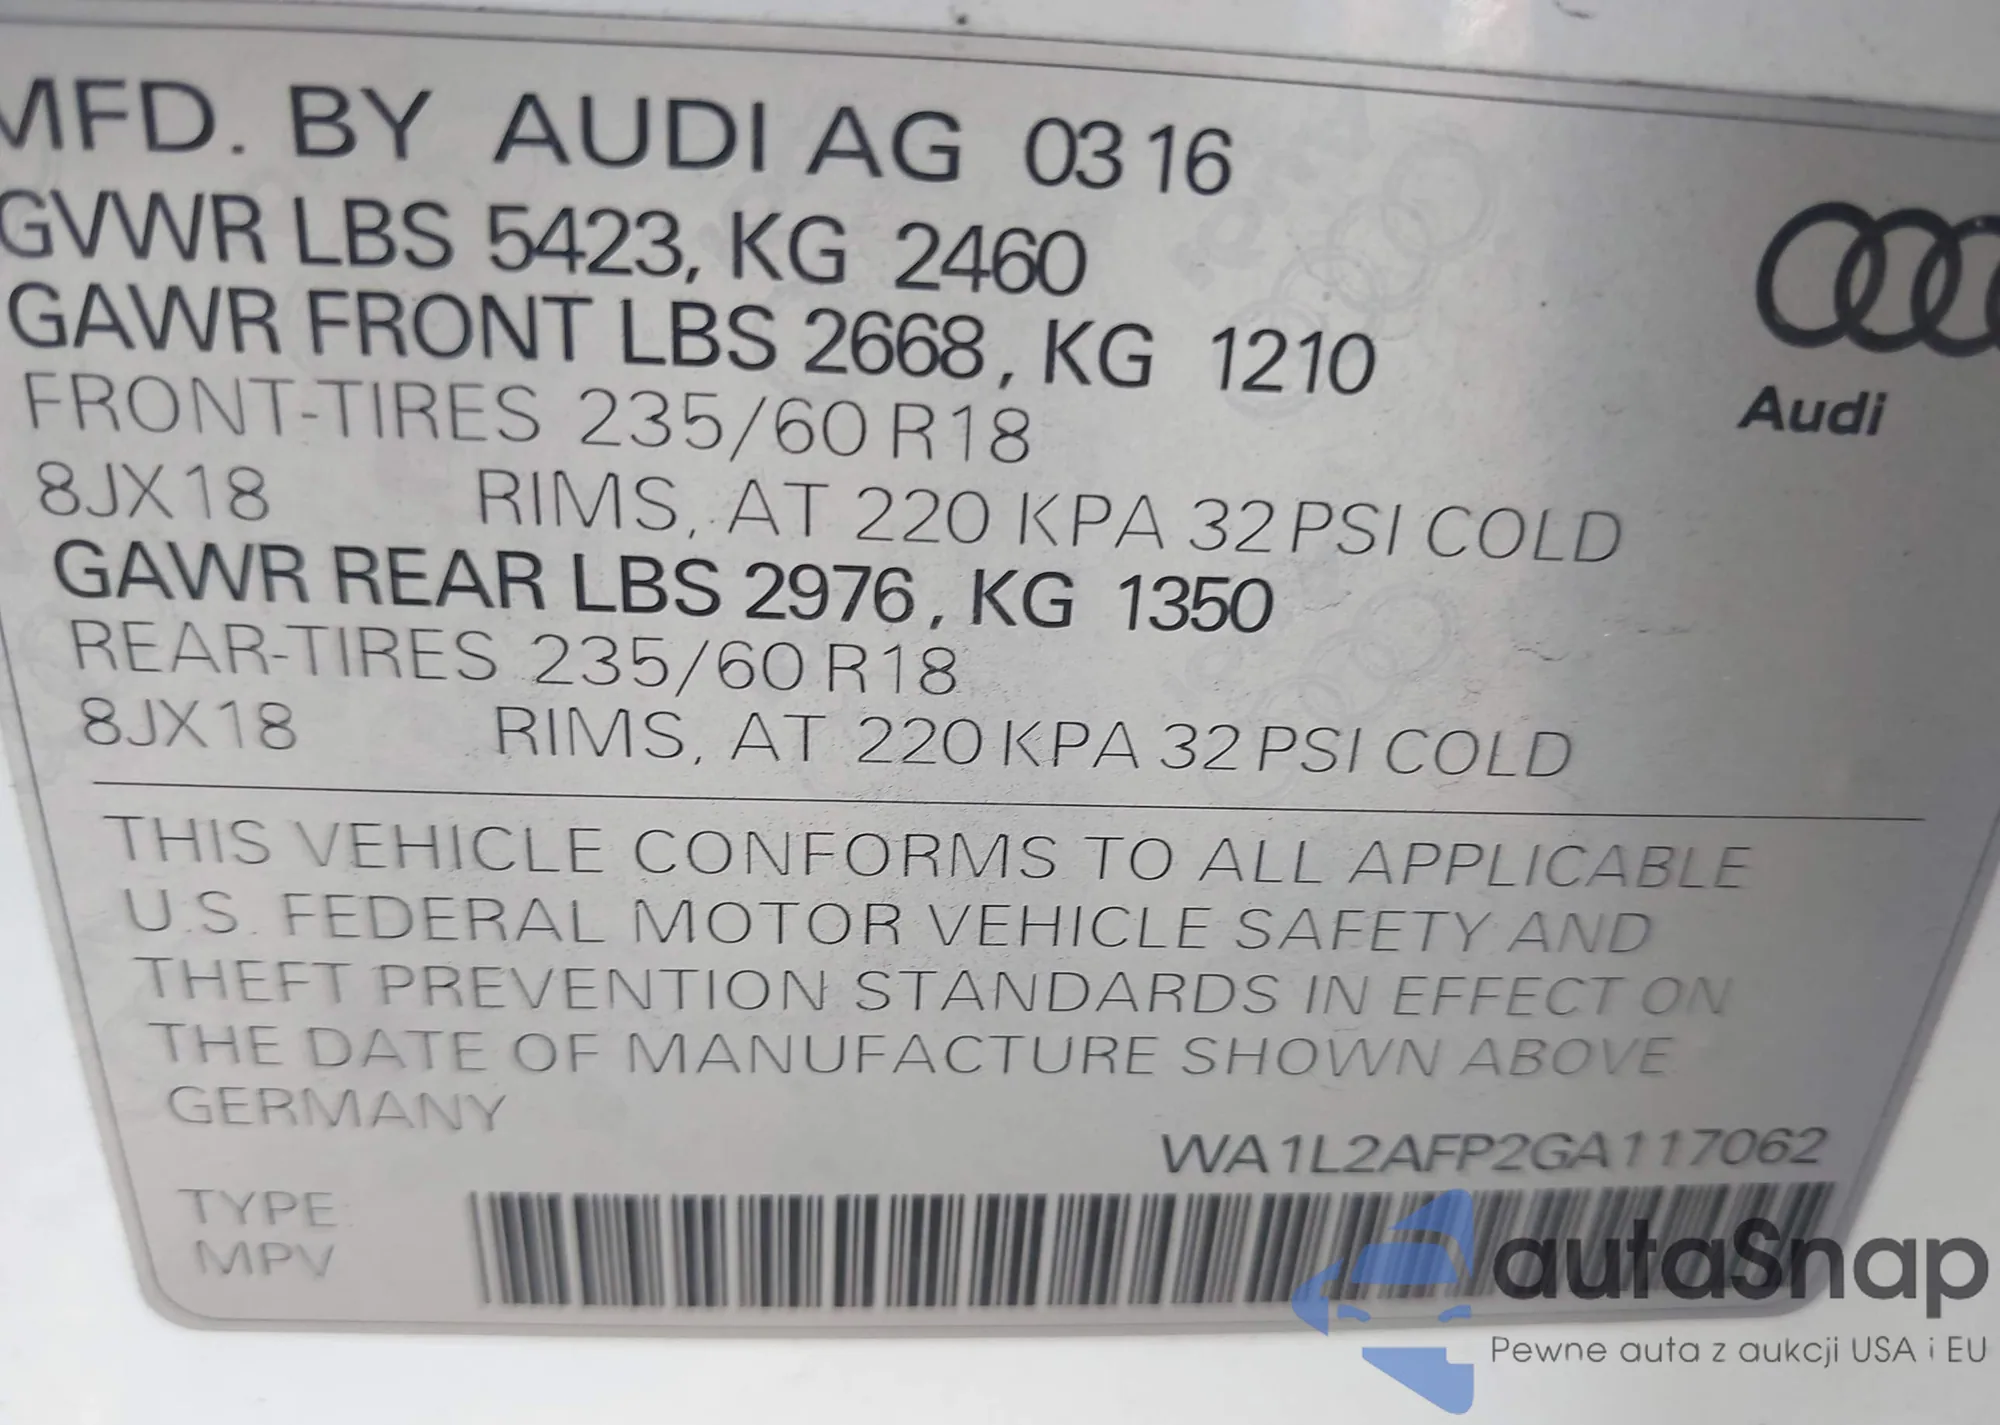 MFD. BY AUDI AG 0316
GVWR LBS 5423, KG 2460
GAWR FRONT LBS 2668, KG 1210
FRONT-TIRES 235/60 R18
8JX18 RIMS, AT 220 KPA 32 PSI COLD
GAWR REAR LBS 2976, KG 1350
REAR-TIRES 235/60 R18
8JX18 RIMS, AT 220 KPA 32 PSI COLD
Audi
THIS VEHICLE CONFORMS TO ALL APPLICABLE
U.S. FEDERAL MOTOR VEHICLE SAFETY AND
THEFT PREVENTION STANDARDS IN EFFECT ON
THE DATE OF MANUFACTURE SHOWN ABOVE
GERMANY
WA1L2AFP2GA117062
TYPE
MPV
autaSnap
Pewne auta z aukcji USA i EU